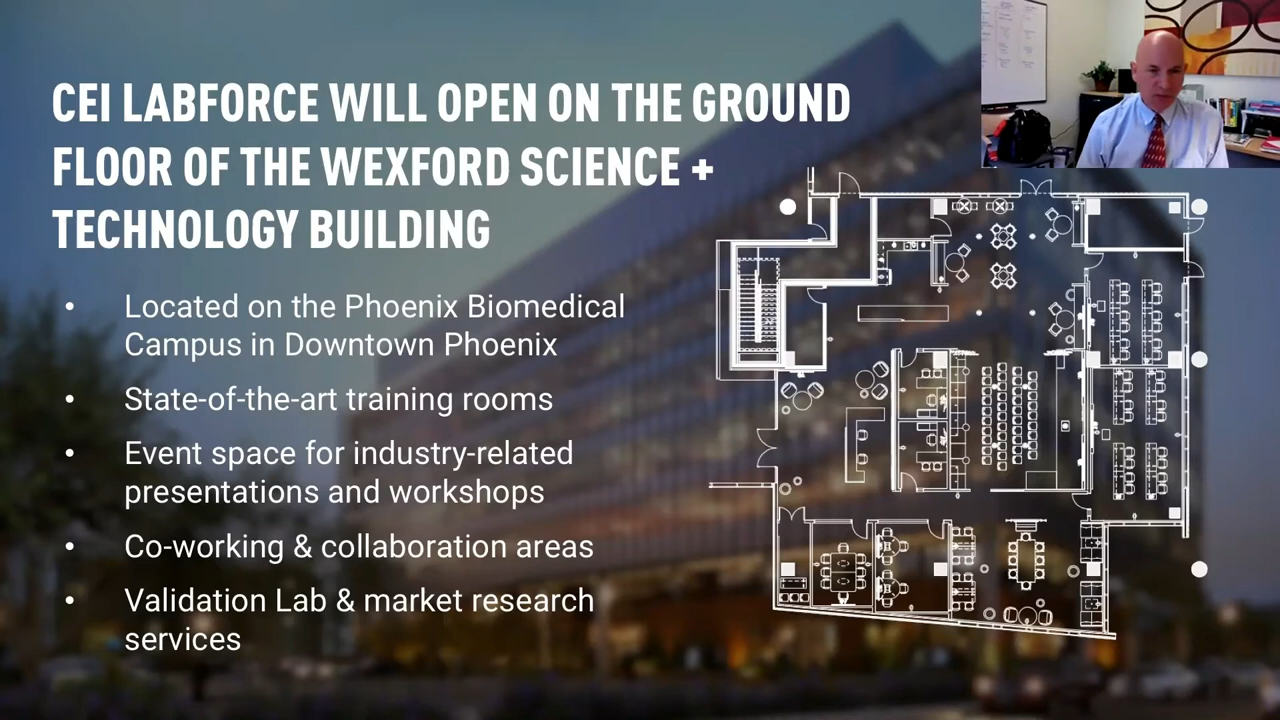 CEI LABFORCE WILL OPEN ON THE GROUND
FLOOR OF THE WEXFORD SCIENCE +
TECHNOLOGY BUILDING
• Located on the Phoenix Biomedical
Campus in Downtown Phoenix
• State-of-the-art training rooms
• Event space for industry-related
presentations and workshops
• Co-working & collaboration areas
• Validation Lab & market research
services